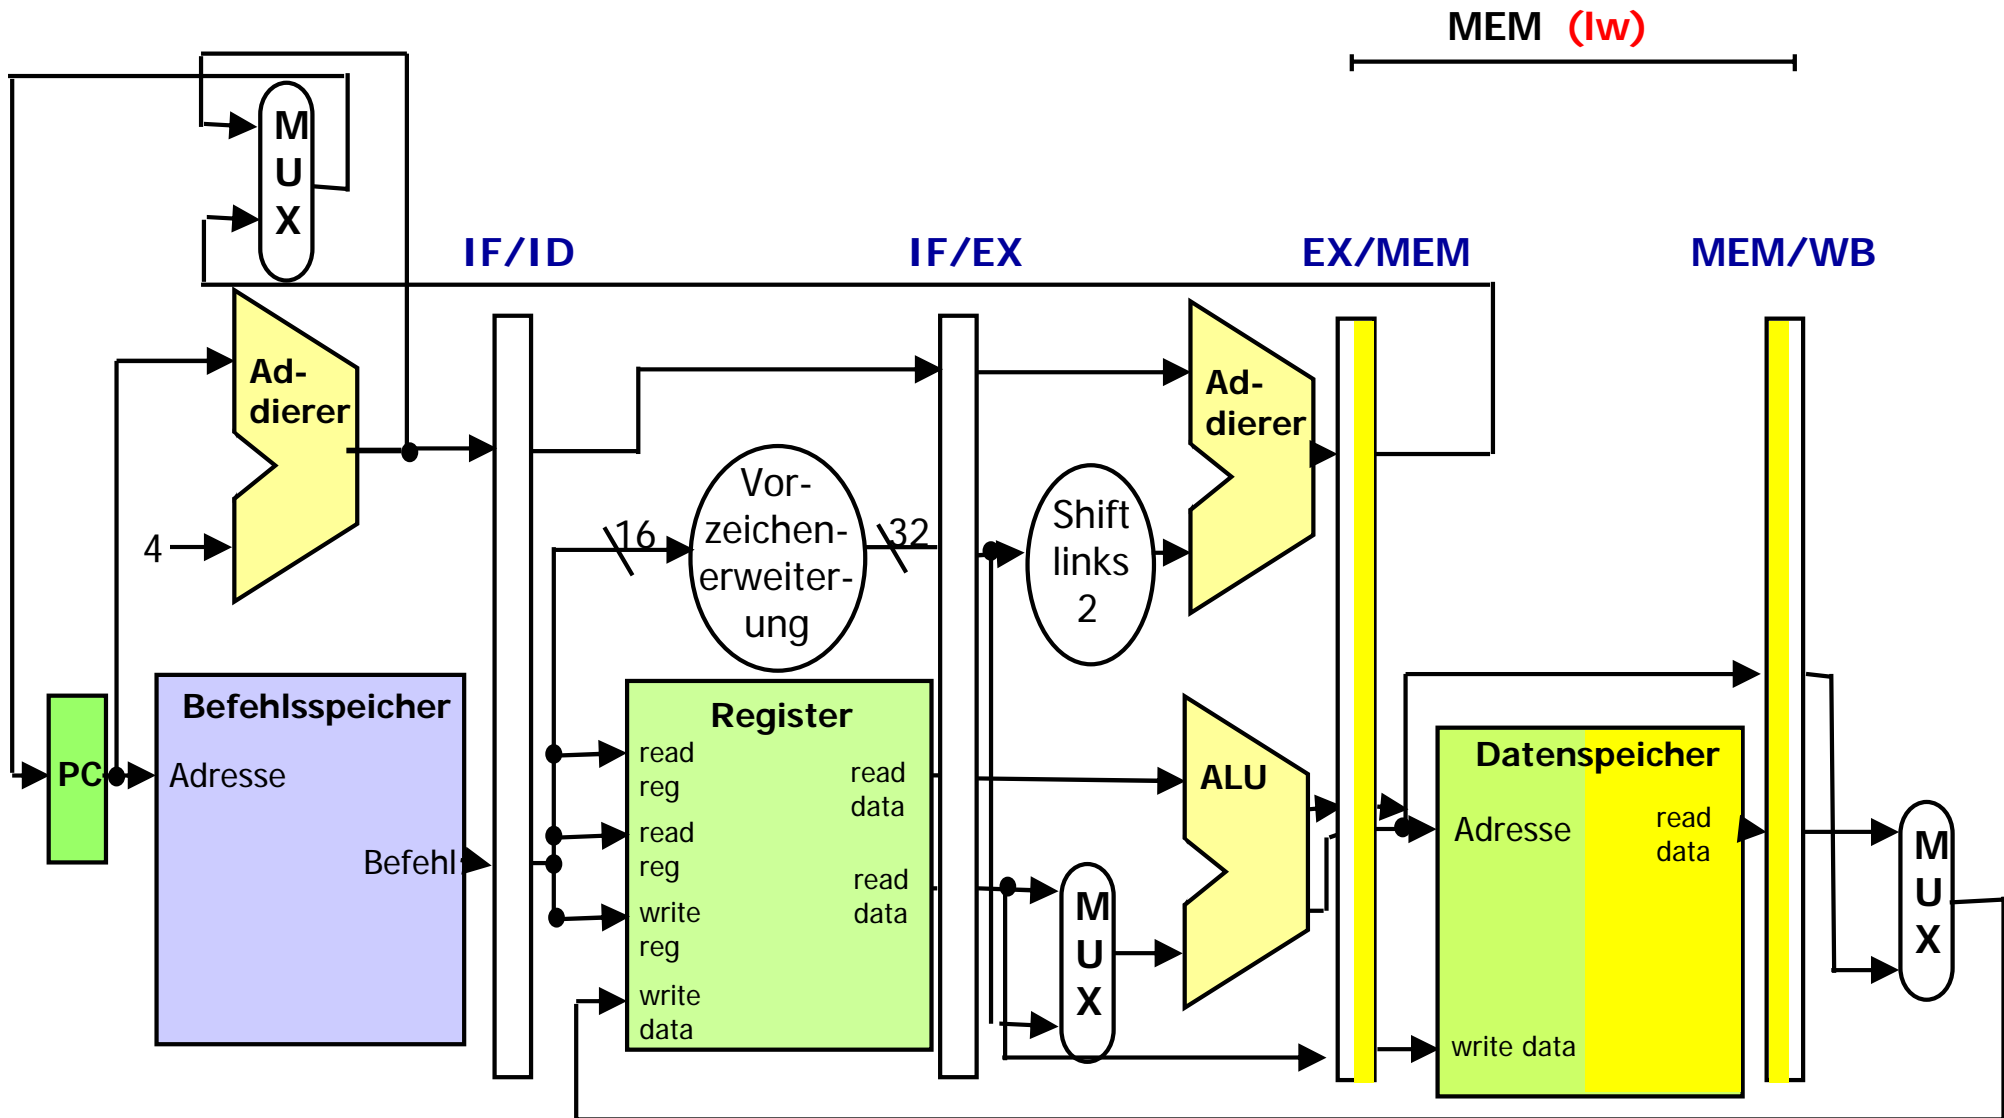 MEM (lw)
M
U
X
IF/ID
IF/EX
EX/MEM
MEM/WB
Ad-
dierer
4
16
Vor-
zeichen-
erweiter-
ung
32
Shift
links
2
Ad-
dierer
PC
Befehlsspeicher
Adresse
Befehl
Register
read
reg
read
reg
write
reg
write
data
read
data
read
data
M
U
X
ALU
Datenspeicher
Adresse
read
data
write data
M
U
X